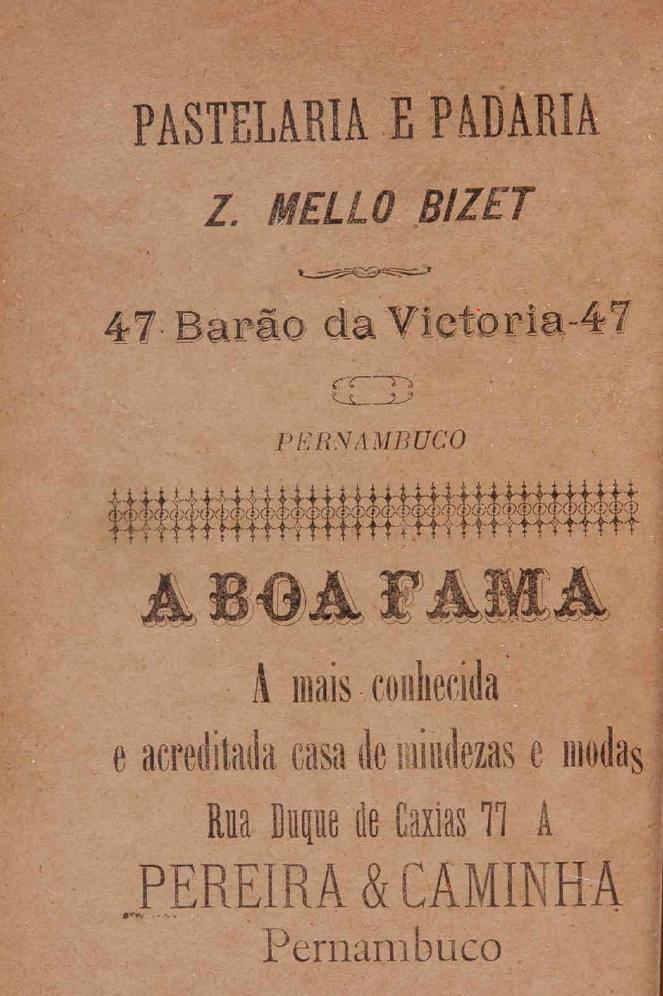 PASTELARIA E PADARIA
Z. MELLO BIZET
47 Barão da Victoria-47
PERNAMBUCO
A BOA FAMA
A mais conhecida
e acreditada casa de miudezas e modas
Rua Duque de Caxias 77 A
PEREIRA & CAMINHA
Pernambuco